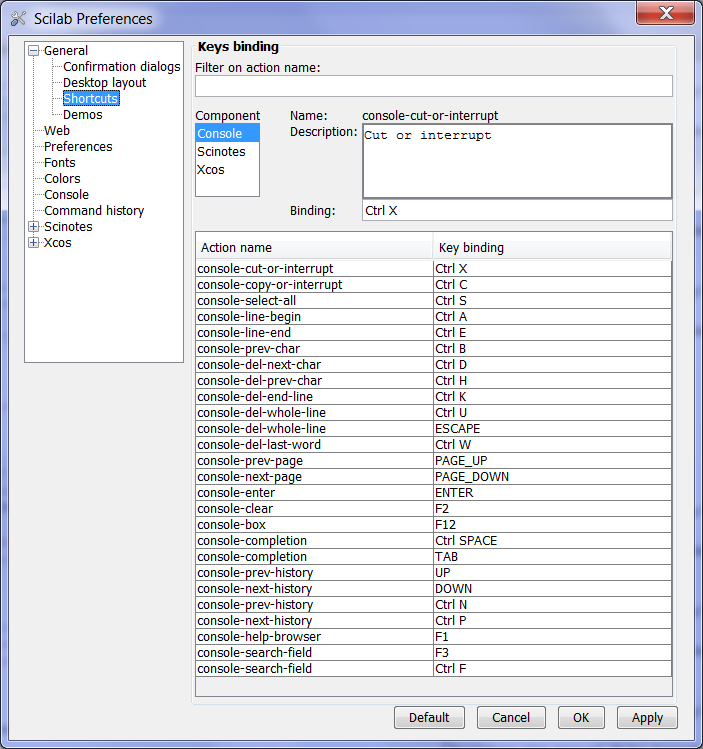 Scilab Preferences
General
Confirmation dialogs
Desktop layout
Shortcuts
Demos
Web
Preferences
Fonts
Colors
Console
Command history
Scinotes
Xcos
Keys binding
Filter on action name:
Component
Console
Scinotes
Xcos
Name: console-cut-or-interrupt
Description: Cut or interrupt
Binding: Ctrl X
Action name Key binding
console-cut-or-interrupt Ctrl X
console-copy-or-interrupt Ctrl C
console-select-all Ctrl S
console-line-begin Ctrl A
console-line-end Ctrl E
console-prev-char Ctrl B
console-del-next-char Ctrl D
console-del-prev-char Ctrl H
console-del-end-line Ctrl K
console-del-whole-line Ctrl U
console-del-whole-line ESCAPE
console-del-last-word Ctrl W
console-prev-page PAGE_UP
console-next-page PAGE_DOWN
console-enter ENTER
console-clear F2
console-box F12
console-completion Ctrl SPACE
console-completion TAB
console-prev-history UP
console-next-history DOWN
console-prev-history Ctrl N
console-next-history Ctrl P
console-help-browser F1
console-search-field F3
console-search-field Ctrl F
Default Cancel OK Apply